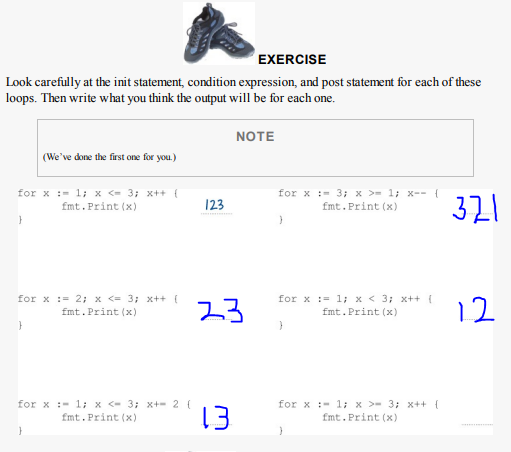 EXERCISE
Look carefully at the init statement, condition expression, and post statement for each of these
loops. Then write what you think the output will be for each one.
NOTE
(We've done the first one for you.)
for x := 1; x <= 3; x++ {
fmt.Print(x)
}
123
for x := 3; x >= 1; x-- {
fmt.Print(x)
}
321
for x := 2; x <= 3; x++ {
fmt.Print(x)
}
23
for x := 1; x < 3; x++ {
fmt.Print(x)
}
12
for x := 1; x <= 3; x+= 2 {
fmt.Print(x)
}
13
for x := 1; x >= 3; x++ {
fmt.Print(x)
}